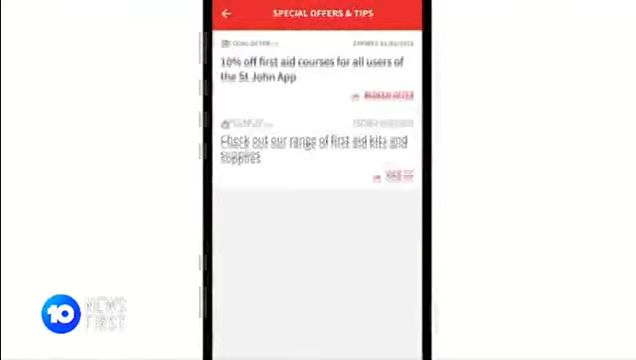 SPECIAL OFFERS & TIPS
10% off first aid courses for all users of
the St John App
REDEEM OFFER
Check out our range of first aid kits and
supplies
10 NEWS
FIRST